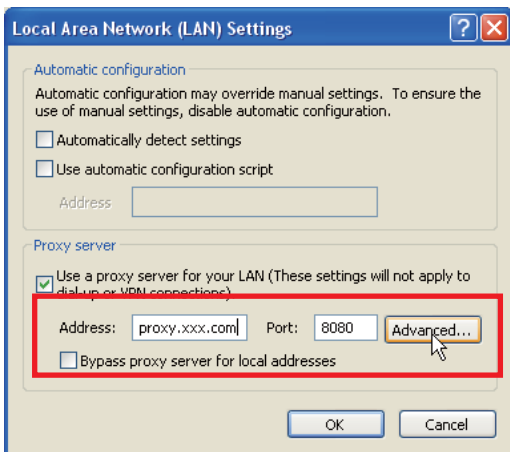 Local Area Network (LAN) Settings
Automatic configuration
Automatic configuration may override manual settings. To ensure the
use of manual settings, disable automatic configuration.
Automatically detect settings
Use automatic configuration script
Address
Proxy server
Use a proxy server for your LAN (These settings will not apply to
dial-up or VPN connections)
Address: proxy.xxx.com Port: 8080 Advanced...
Bypass proxy server for local addresses
OK Cancel